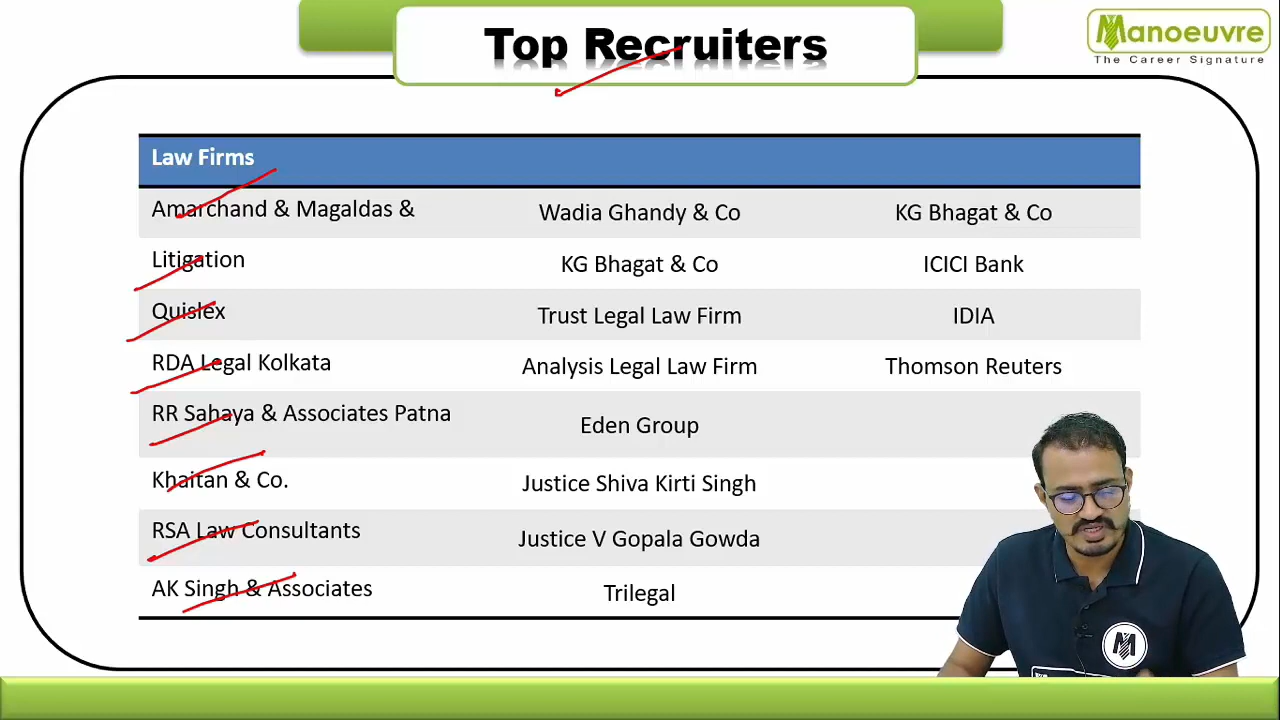 Top Recruiters
Manoeuvre
The Career Signature
Law Firms
Amarchand & Magaldas & Wadia Ghandy & Co KG Bhagat & Co
Litigation KG Bhagat & Co ICICI Bank
Quislex Trust Legal Law Firm IDIA
RDA Legal Kolkata Analysis Legal Law Firm Thomson Reuters
RR Sahaya & Associates Patna Eden Group
Khaitan & Co. Justice Shiva Kirti Singh
RSA Law Consultants Justice V Gopala Gowda
AK Singh & Associates Trilegal
M